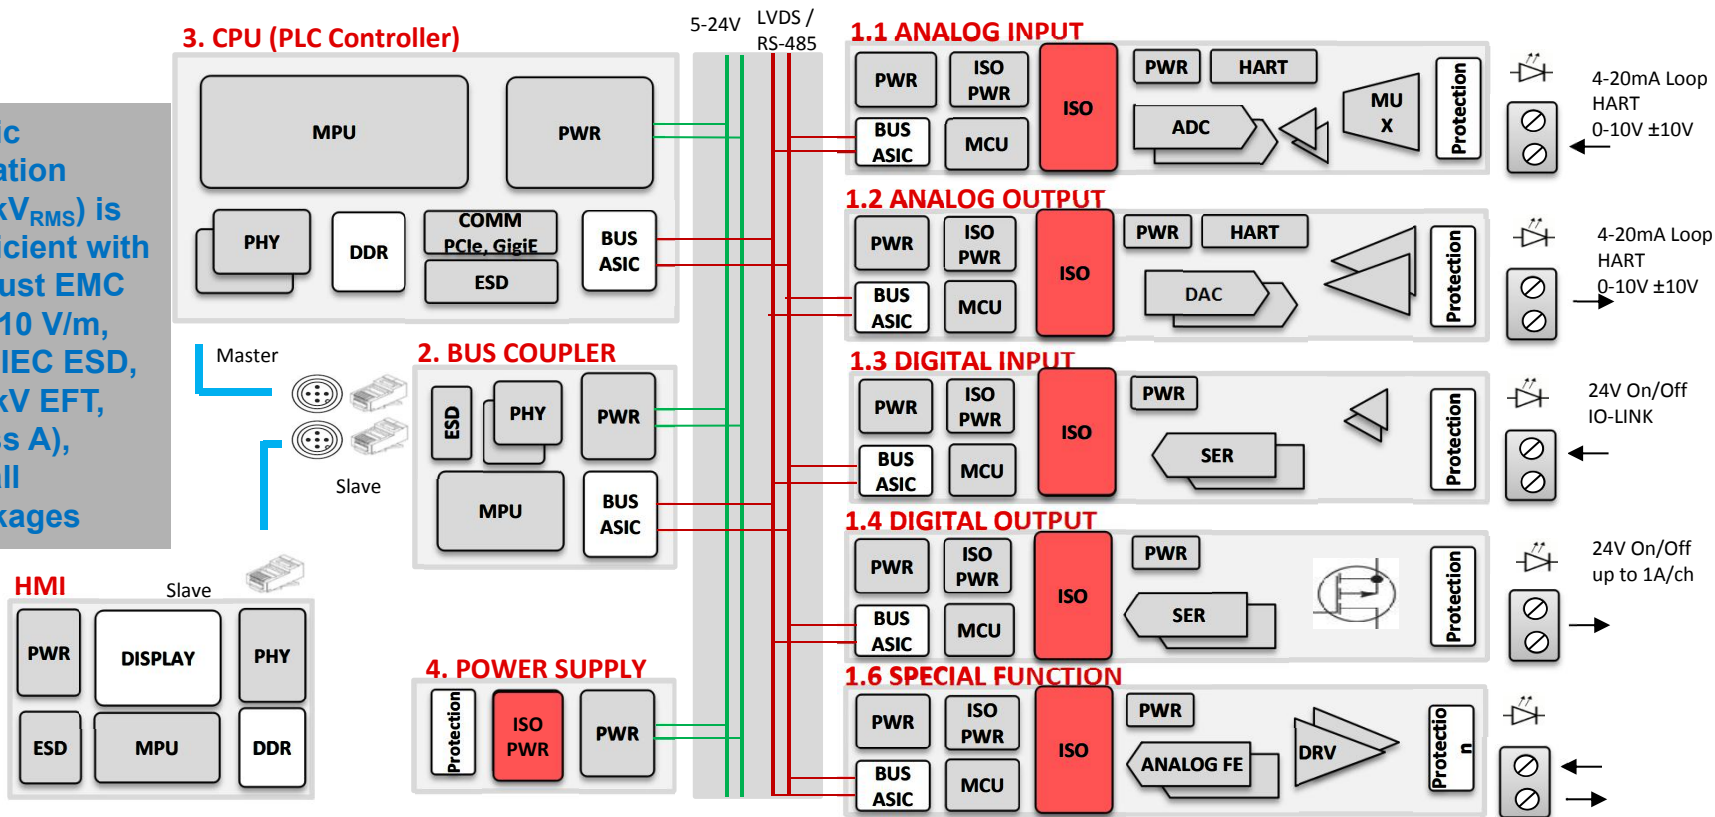 3. CPU (PLC Controller)
MPU
PWR
PHY
DDR
COMM
PCIe, GigiE
ESD
BUS
ASIC
5-24V
LVDS /
RS-485
kV_RMS) is
with
EMC
10 V/m,
IEC ESD,
kV EFT,
A),
Master
Slave
2. BUS COUPLER
ESD
PHY
PWR
MPU
BUS
ASIC
HMI
Slave
PWR
DISPLAY
PHY
ESD
MPU
DDR
4. POWER SUPPLY
Protection
ISO
PWR
PWR
1.1 ANALOG INPUT
PWR
ISO
PWR
BUS
ASIC
MCU
ISO
PWR
HART
ADC
MU
X
Protection
4-20mA Loop
HART
0-10V ±10V
1.2 ANALOG OUTPUT
PWR
ISO
PWR
BUS
ASIC
MCU
ISO
PWR
HART
DAC
Protection
4-20mA Loop
HART
0-10V ±10V
1.3 DIGITAL INPUT
PWR
ISO
PWR
BUS
ASIC
MCU
ISO
PWR
SER
Protection
24V On/Off
IO-LINK
1.4 DIGITAL OUTPUT
PWR
ISO
PWR
BUS
ASIC
MCU
ISO
PWR
SER
Protection
24V On/Off
up to 1A/ch
1.6 SPECIAL FUNCTION
PWR
ISO
PWR
BUS
ASIC
MCU
ISO
PWR
ANALOG FE
DRV
Protectio
n